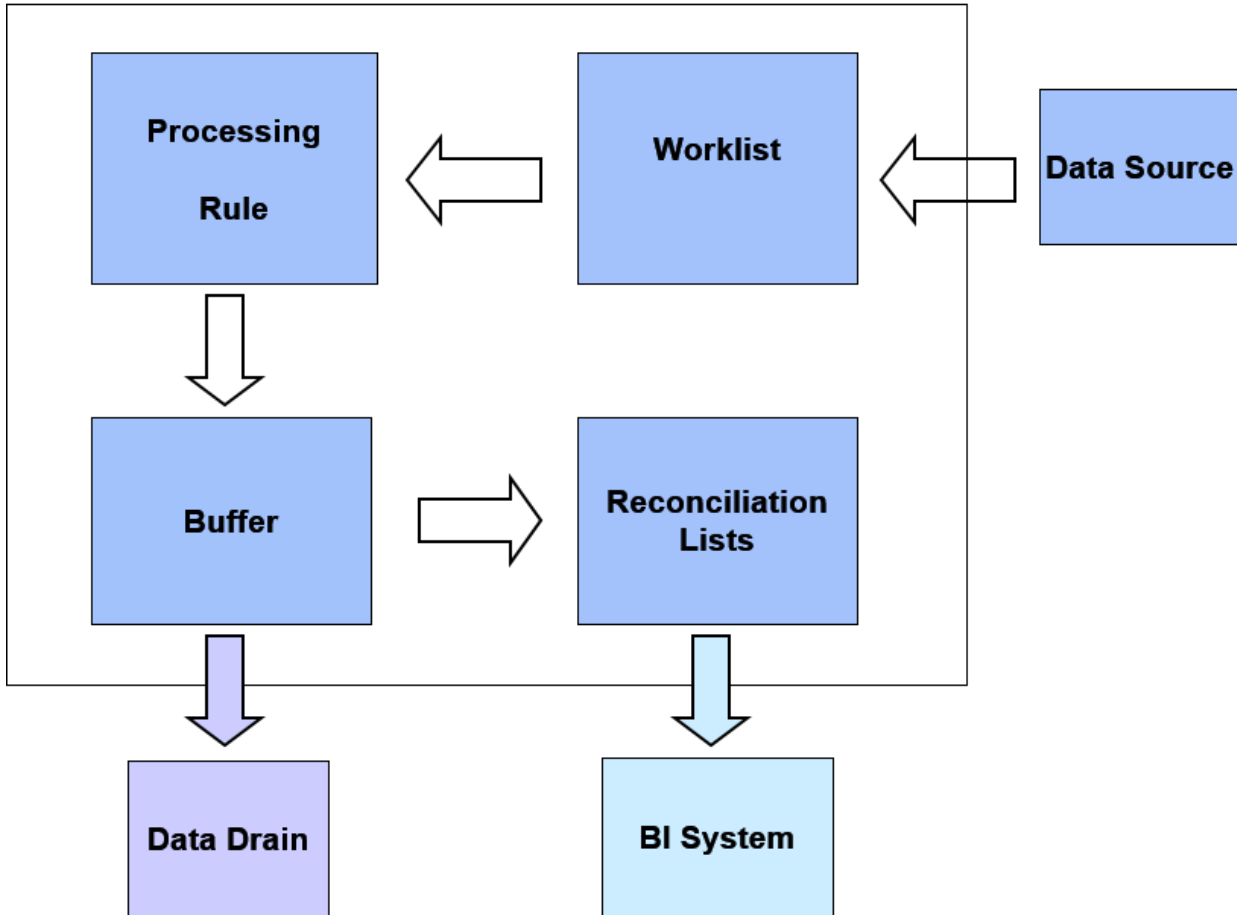 Processing
Rule
Worklist
Data Source
Buffer
Reconciliation
Lists
Data Drain
BI System